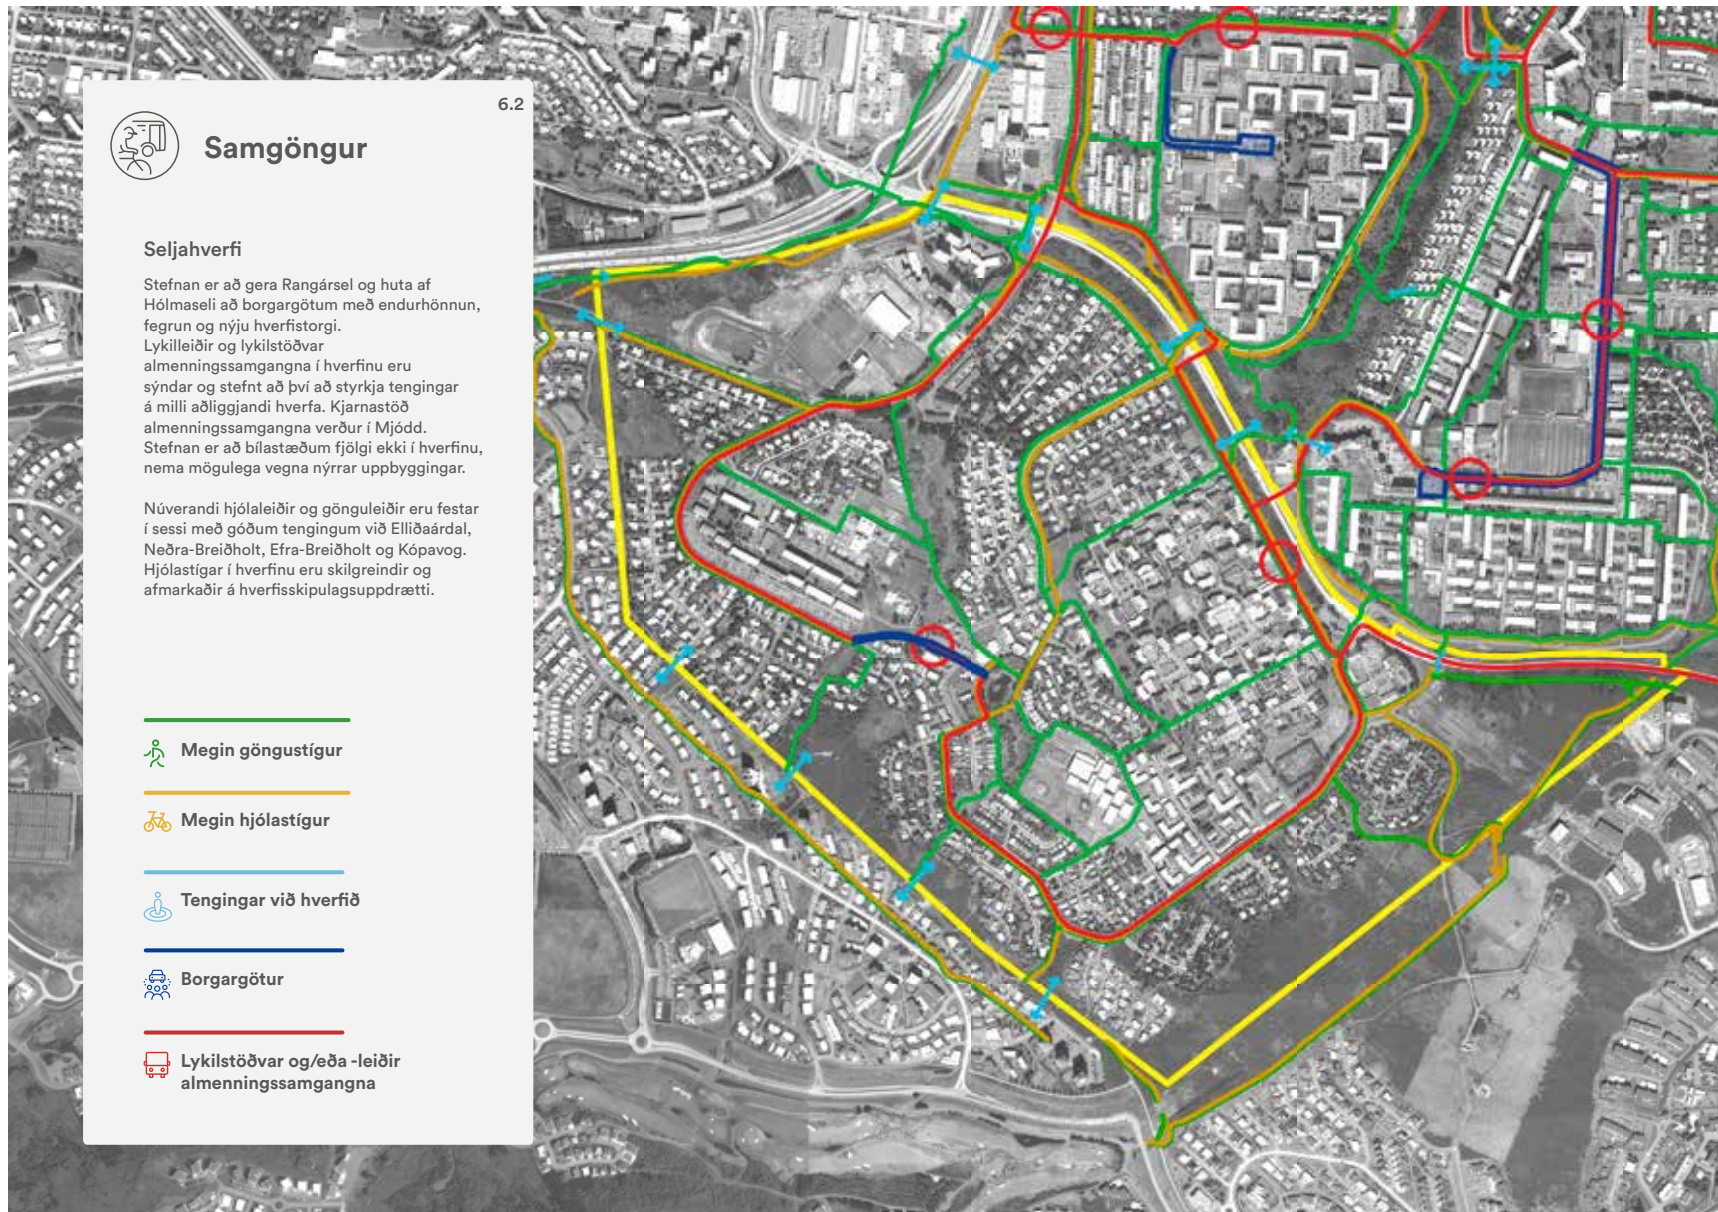 6.2
Samgöngur
Seljahverfi
Stefnan er að gera Rangársel og huta af
Hólmaseli að borgargötum með endurhönnun,
fegrun og nýju hverfistorgi.
Lykilleiðir og lykilstöðvar
almenningssamgangna í hverfinu eru
sýndar og stefnt að því að styrkja tengingar
á milli aðliggjandi hverfa. Kjarnastöð
almenningssamgangna verður í Mjódd.
Stefnan er að bílastæðum fjölgi ekki í hverfinu,
nema mögulega vegna nýrrar uppbyggingar.
Núverandi hjólaleiðir og gönguleiðir eru festar
í sessi með góðum tengingum við Elliðaárdal,
Neðra-Breiðholt, Efra-Breiðholt og Kópavog.
Hjólastígar í hverfinu eru skilgreindir og
afmarkaðir á hverfisskipulagsuppdrætti.
Megin göngustígur
Megin hjólastígur
Tengingar við hverfið
Borgargötur
Lykilstöðvar og/eða -leiðir
almenningssamgangna